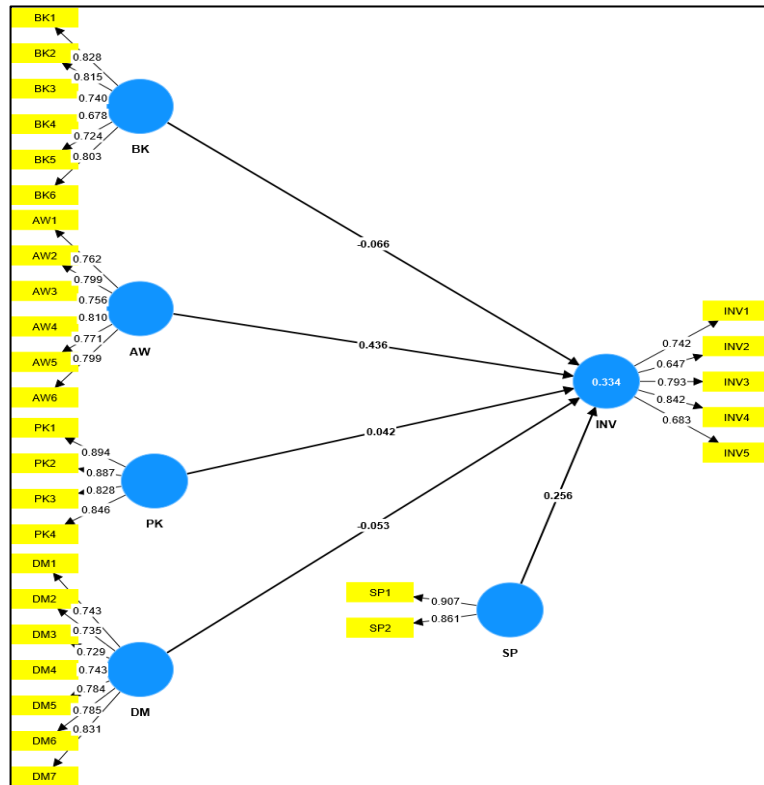 BK1
BK2
BK3
BK4
BK5
BK6
0.828
0.815
0.740
0.678
0.724
0.803
BK
AW1
AW2
AW3
AW4
AW5
AW6
0.762
0.799
0.756
0.810
0.771
0.799
AW
PK1
PK2
PK3
PK4
0.894
0.887
0.828
0.846
PK
DM1
DM2
DM3
DM4
DM5
DM6
DM7
0.743
0.735
0.729
0.743
0.784
0.785
0.831
DM
-0.066
0.436
0.042
-0.053
0.256
SP1
SP2
0.907
0.861
SP
0.334
INV
0.742
0.647
0.793
0.842
0.683
INV1
INV2
INV3
INV4
INV5